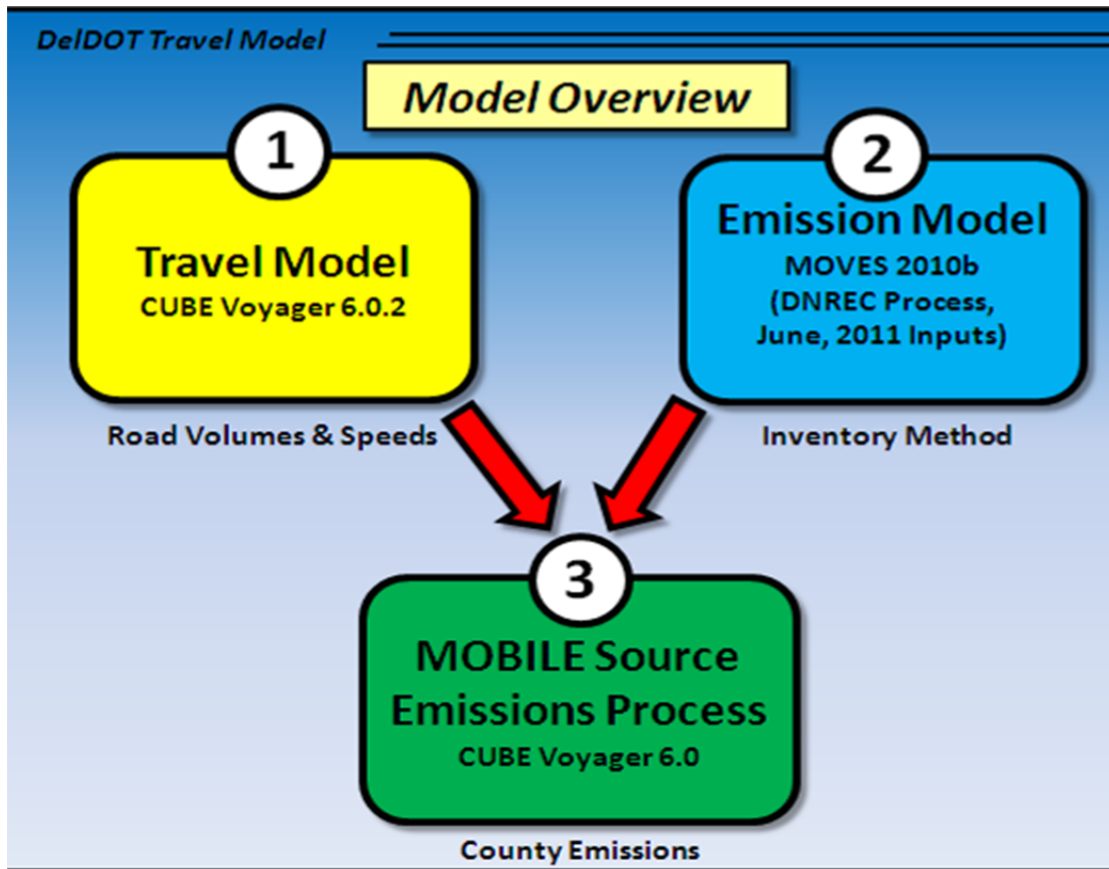 DelDOT Travel Model
Model Overview
1
Travel Model
CUBE Voyager 6.0.2
Road Volumes & Speeds
2
Emission Model
MOVES 2010b
(DNREC Process,
June, 2011 Inputs)
Inventory Method
3
MOBILE Source
Emissions Process
CUBE Voyager 6.0
County Emissions